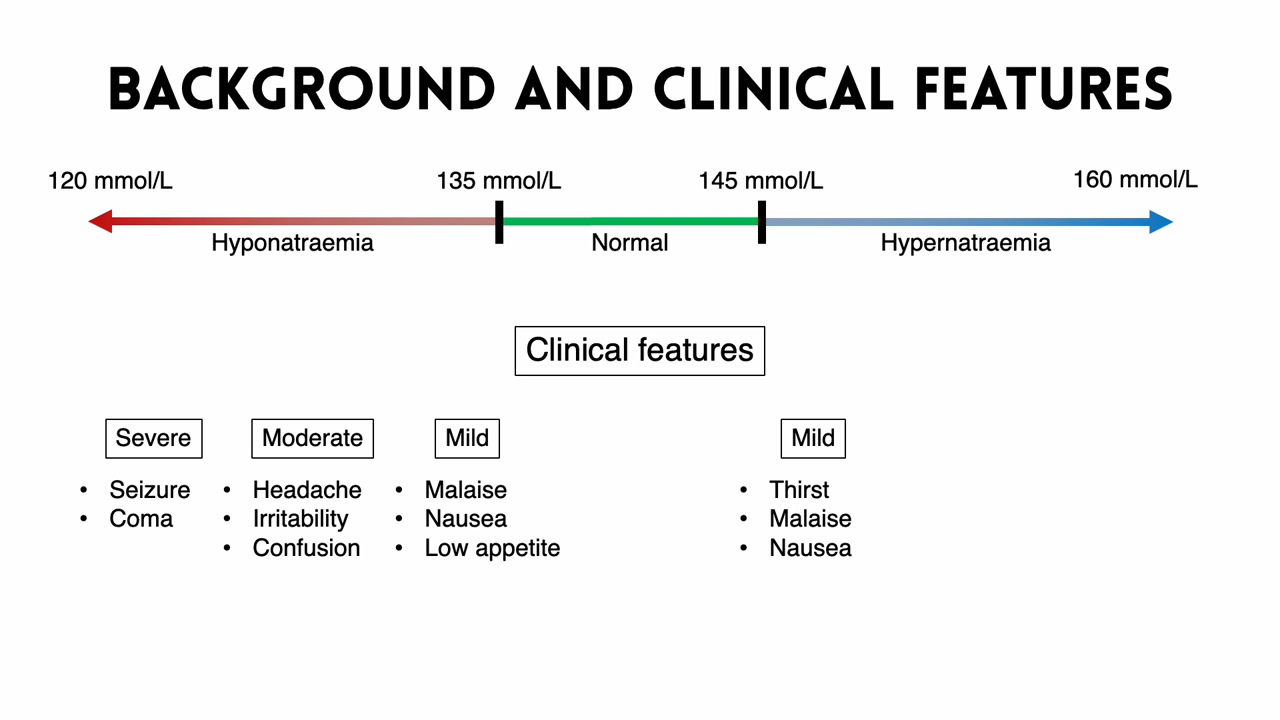 BACKGROUND AND CLINICAL FEATURES
120 mmol/L 135 mmol/L 145 mmol/L 160 mmol/L
Hyponatraemia Normal Hypernatraemia
Clinical features
Severe Moderate Mild Mild
• Seizure • Headache • Malaise • Thirst
• Coma • Irritability • Nausea • Malaise
• Confusion • Low appetite • Nausea